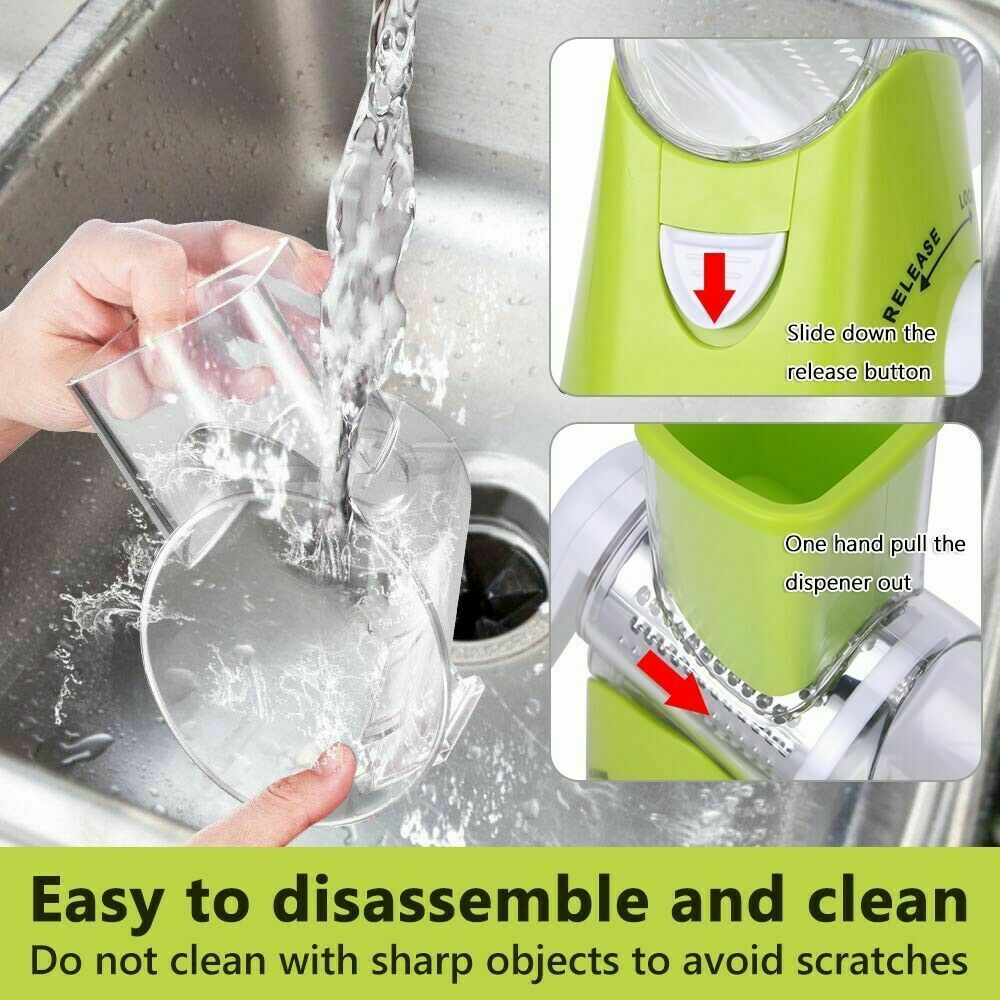 RELEASE
Slide down the
release button
One hand pull the
dispener out
Easy to disassemble and clean
Do not clean with sharp objects to avoid scratches